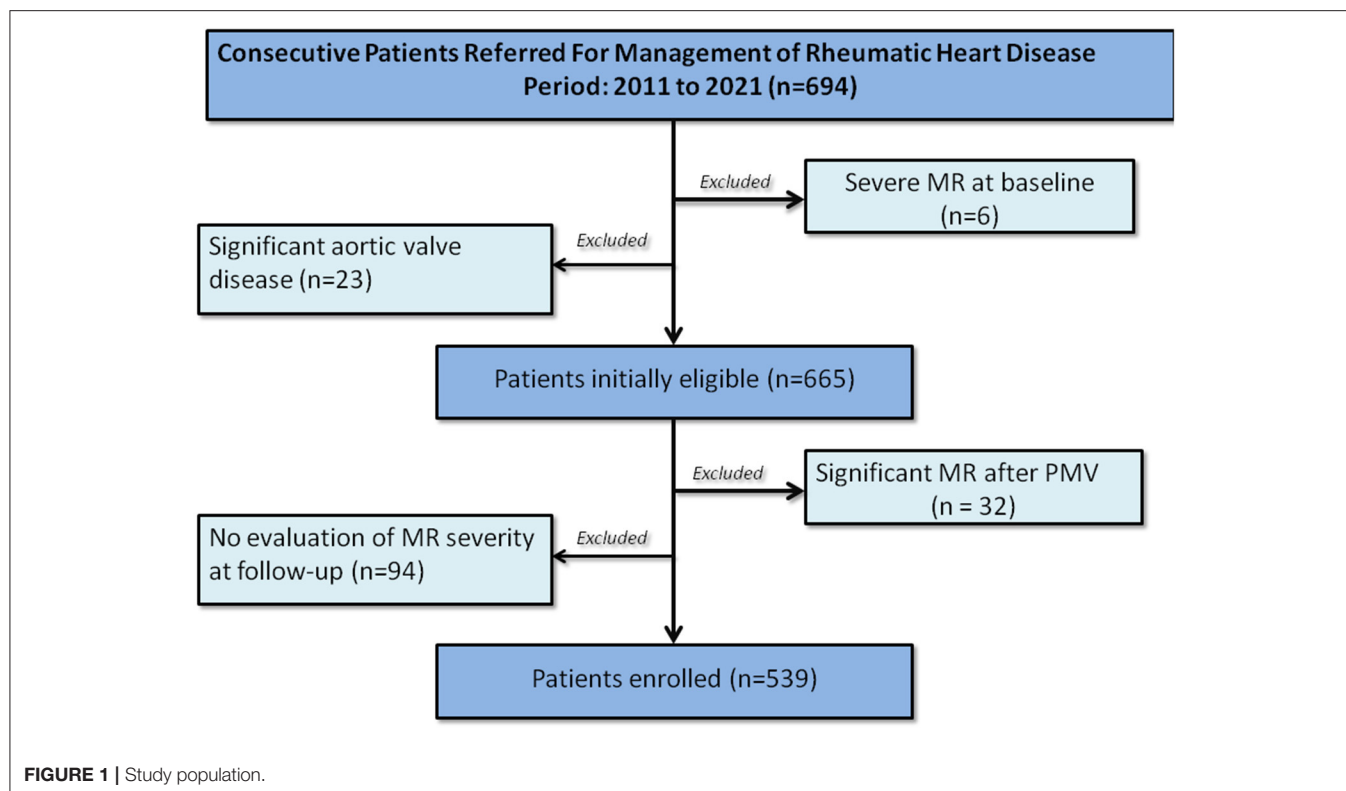 Consecutive Patients Referred For Management of Rheumatic Heart Disease
Period: 2011 to 2021 (n=694)
Excluded
Severe MR at baseline
(n=6)
Significant aortic valve
disease (n=23)
Excluded
Patients initially eligible (n=665)
Excluded
Significant MR after PMV
(n = 32)
No evaluation of MR severity
at follow-up (n=94)
Excluded
Patients enrolled (n=539)
FIGURE 1 | Study population.